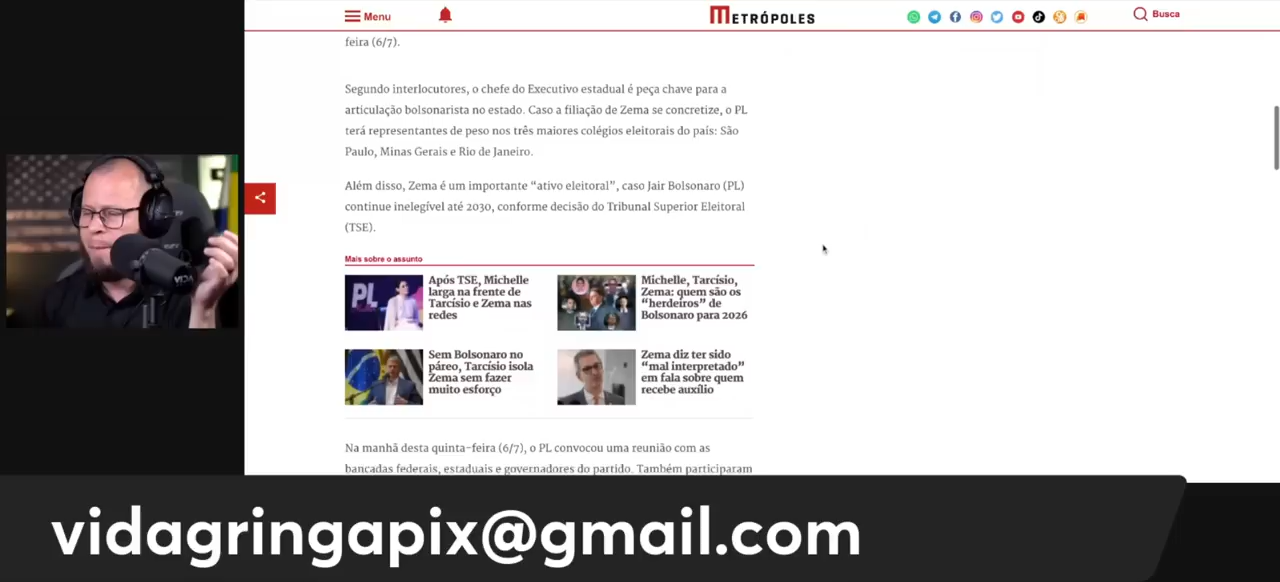 Menu
METRÓPOLES
Busca
feira (6/7).
Segundo interlocutores, o chefe do Executivo estadual é peça chave para a
articulação bolsonarista no estado. Caso a filiação de Zema se concretize, o PL
terá representantes de peso nos três maiores colégios eleitorais do país: São
Paulo, Minas Gerais e Rio de Janeiro.
Além disso, Zema é um importante “ativo eleitoral”, caso Jair Bolsonaro (PL)
continue inelegível até 2030, conforme decisão do Tribunal Superior Eleitoral
(TSE).
Mais sobre o assunto
PL
Após TSE, Michelle
larga na frente de
Tarcísio e Zema nas
redes
Michelle, Tarcísio,
Zema: quem são os
“herdeiros” de
Bolsonaro para 2026
Sem Bolsonaro no
páreo, Tarcísio isola
Zema sem fazer
muito esforço
Zema diz ter sido
“mal interpretado”
em fala sobre quem
recebe auxílio
Na manhã desta quinta-feira (6/7), o PL convocou uma reunião com as
bancadas federais, estaduais e governadores do partido. Também participaram
vidagringapix@gmail.com